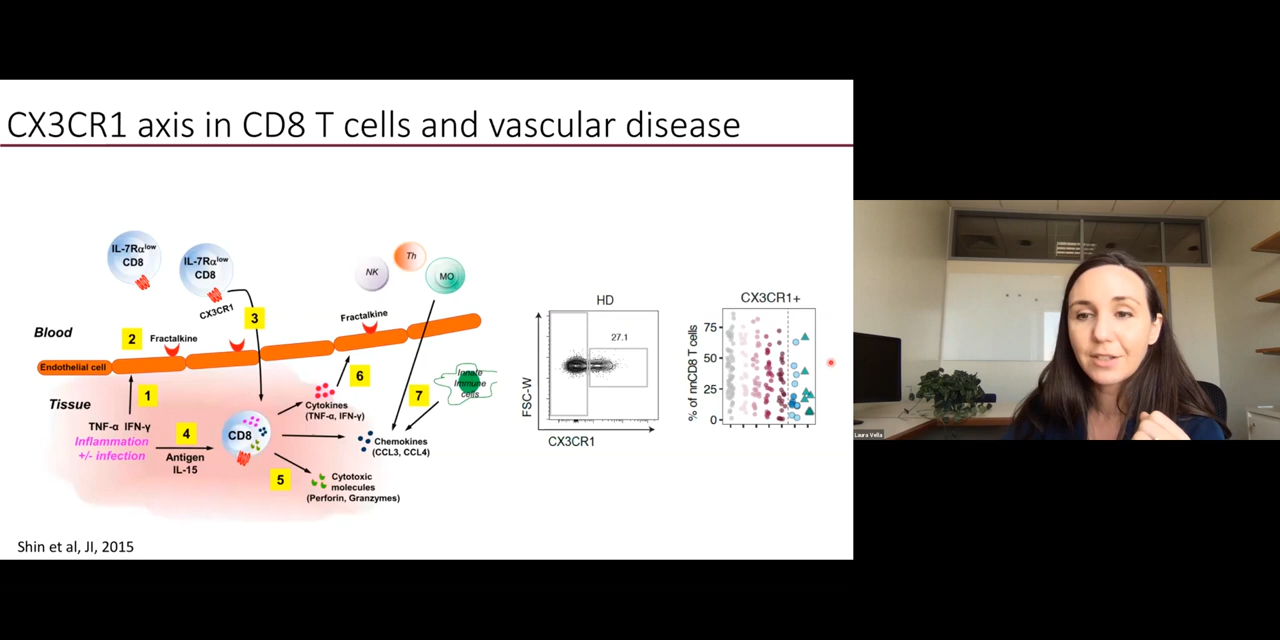 CX3CR1 axis in CD8 T cells and vascular disease
IL-7Rα low
CD8
IL-7Rα low
CD8
CX3CR1
NK
Th
MO
Blood
2
Fractalkine
3
Fractalkine
Endothelial cell
1
6
7
Innate
Immune
cells
Tissue
TNF-α IFN-γ
Inflammation
+/- infection
4
Antigen
IL-15
CD8
Cytokines
(TNF-α, IFN-γ)
Chemokines
(CCL3, CCL4)
5
Cytotoxic
molecules
(Perforin, Granzymes)
HD
27.1
FSC-W
CX3CR1
CX3CR1+
% of nnCD8 T cells
75
50
25
0
Shin et al, JI, 2015
Laura Vella